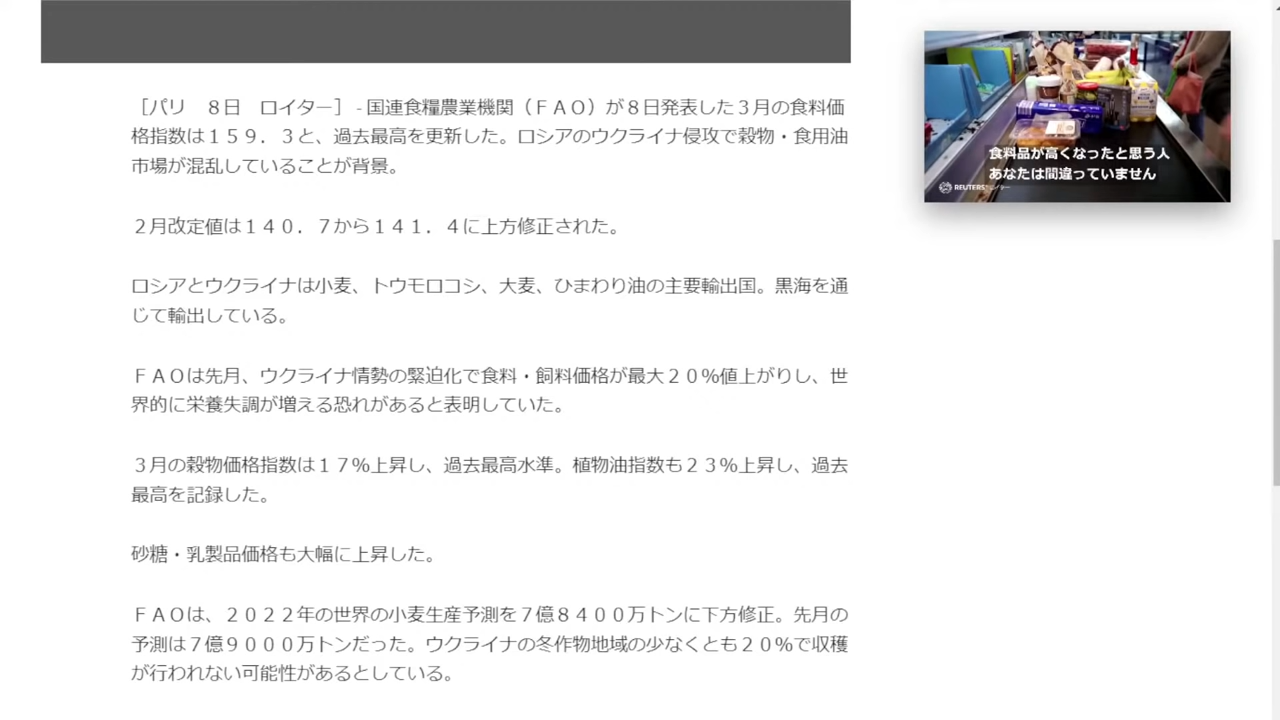 ［パリ　８日　ロイター］ - 国連食糧農業機関（ＦＡＯ）が８日発表した３月の食料価
格指数は１５９．３と、過去最高を更新した。ロシアのウクライナ侵攻で穀物・食用油
市場が混乱していることが背景。
２月改定値は１４０．７から１４１．４に上方修正された。
ロシアとウクライナは小麦、トウモロコシ、大麦、ひまわり油の主要輸出国。黒海を通
じて輸出している。
ＦＡＯは先月、ウクライナ情勢の緊迫化で食料・飼料価格が最大２０％値上がりし、世
界的に栄養失調が増える恐れがあると表明していた。
３月の穀物価格指数は１７％上昇し、過去最高水準。植物油指数も２３％上昇し、過去
最高を記録した。
砂糖・乳製品価格も大幅に上昇した。
ＦＡＯは、２０２２年の世界の小麦生産予測を７億８４００万トンに下方修正。先月の
予測は７億９０００万トンだった。ウクライナの冬作物地域の少なくとも２０％で収穫
が行われない可能性があるとしている。
食料品が高くなったと思う人
あなたは間違っていません
REUTERS ロイター